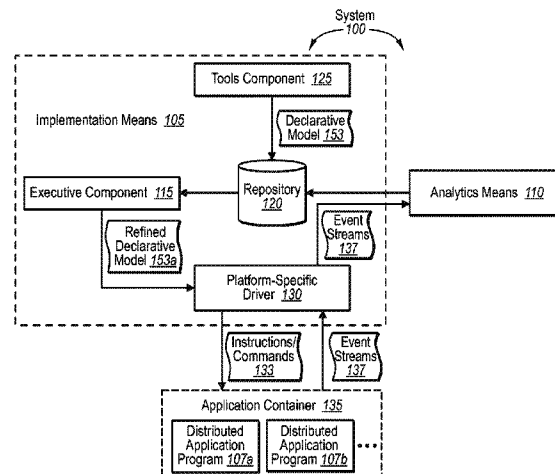 System
100
Tools Component 125
Implementation Means 105
Declarative
Model 153
Executive Component 115
Repository
120
Analytics Means 110
Refined
Declarative
Model 153a
Event
Streams
137
Platform-Specific
Driver 130
Instructions/
Commands
133
Event
Streams
137
Application Container 135
Distributed
Application
Program 107a
Distributed
Application
Program 107b